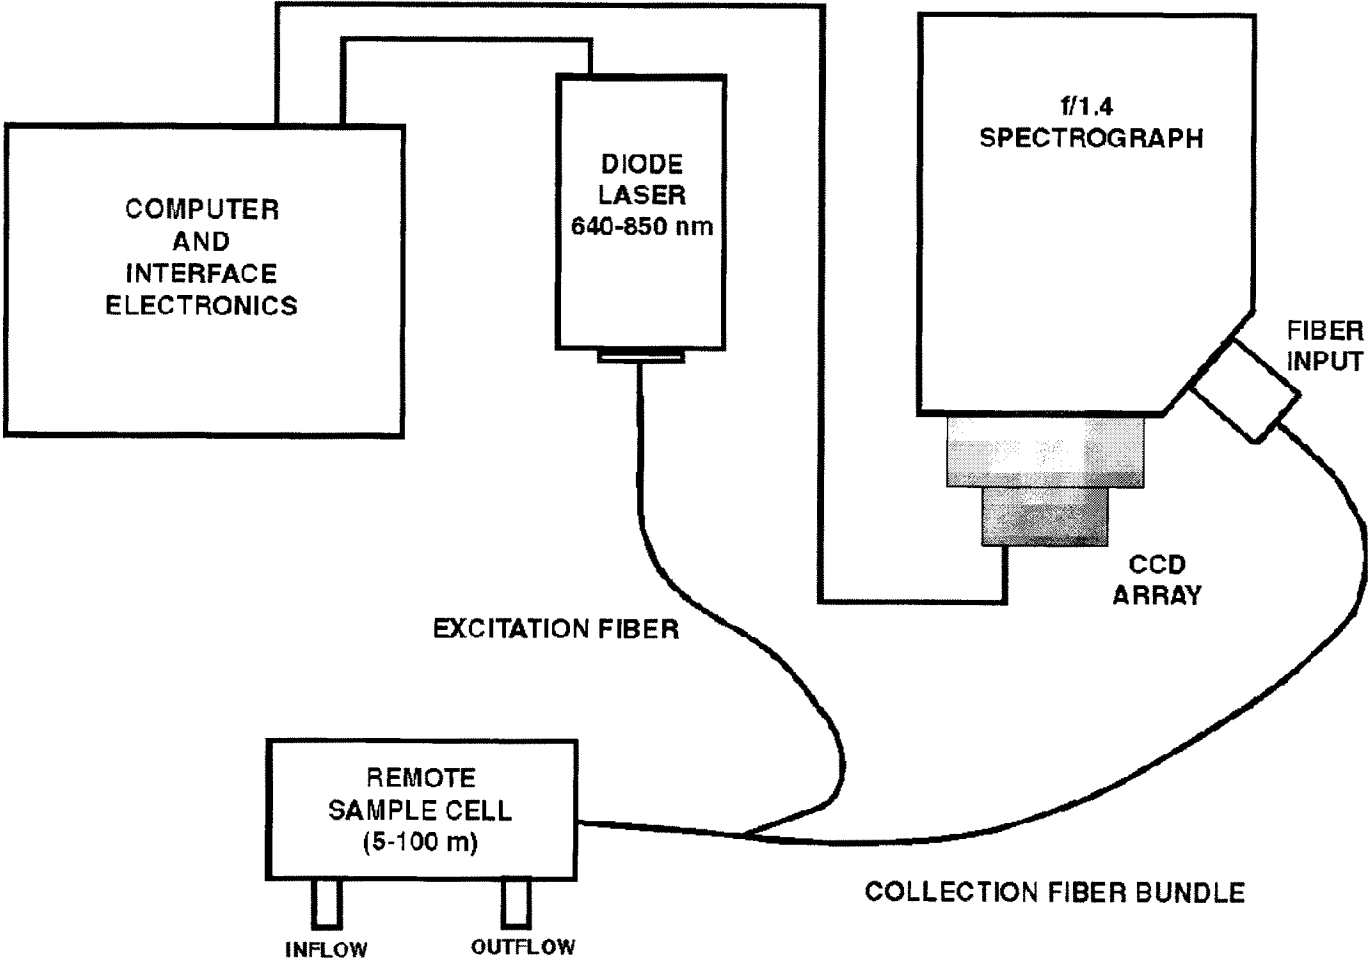 f/1.4
SPECTROGRAPH
DIODE
LASER
640-850 nm
COMPUTER
AND
INTERFACE
ELECTRONICS
FIBER
INPUT
CCD
ARRAY
EXCITATION FIBER
REMOTE
SAMPLE CELL
(5-100 m)
COLLECTION FIBER BUNDLE
INFLOW
OUTFLOW